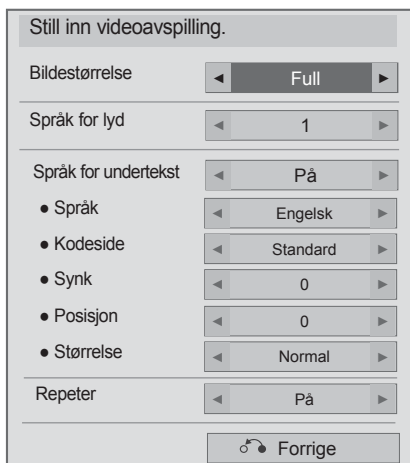 Still inn videoavspilling.
Bildestørrelse ◄ Full ►
Språk for lyd ◄ 1 ►
Språk for undertekst ◄ På ►
● Språk ◄ Engelsk ►
● Kodeside ◄ Standard ►
● Synk ◄ 0 ►
● Posisjon ◄ 0 ►
● Størrelse ◄ Normal ►
Repeter ◄ På ►
Forrige